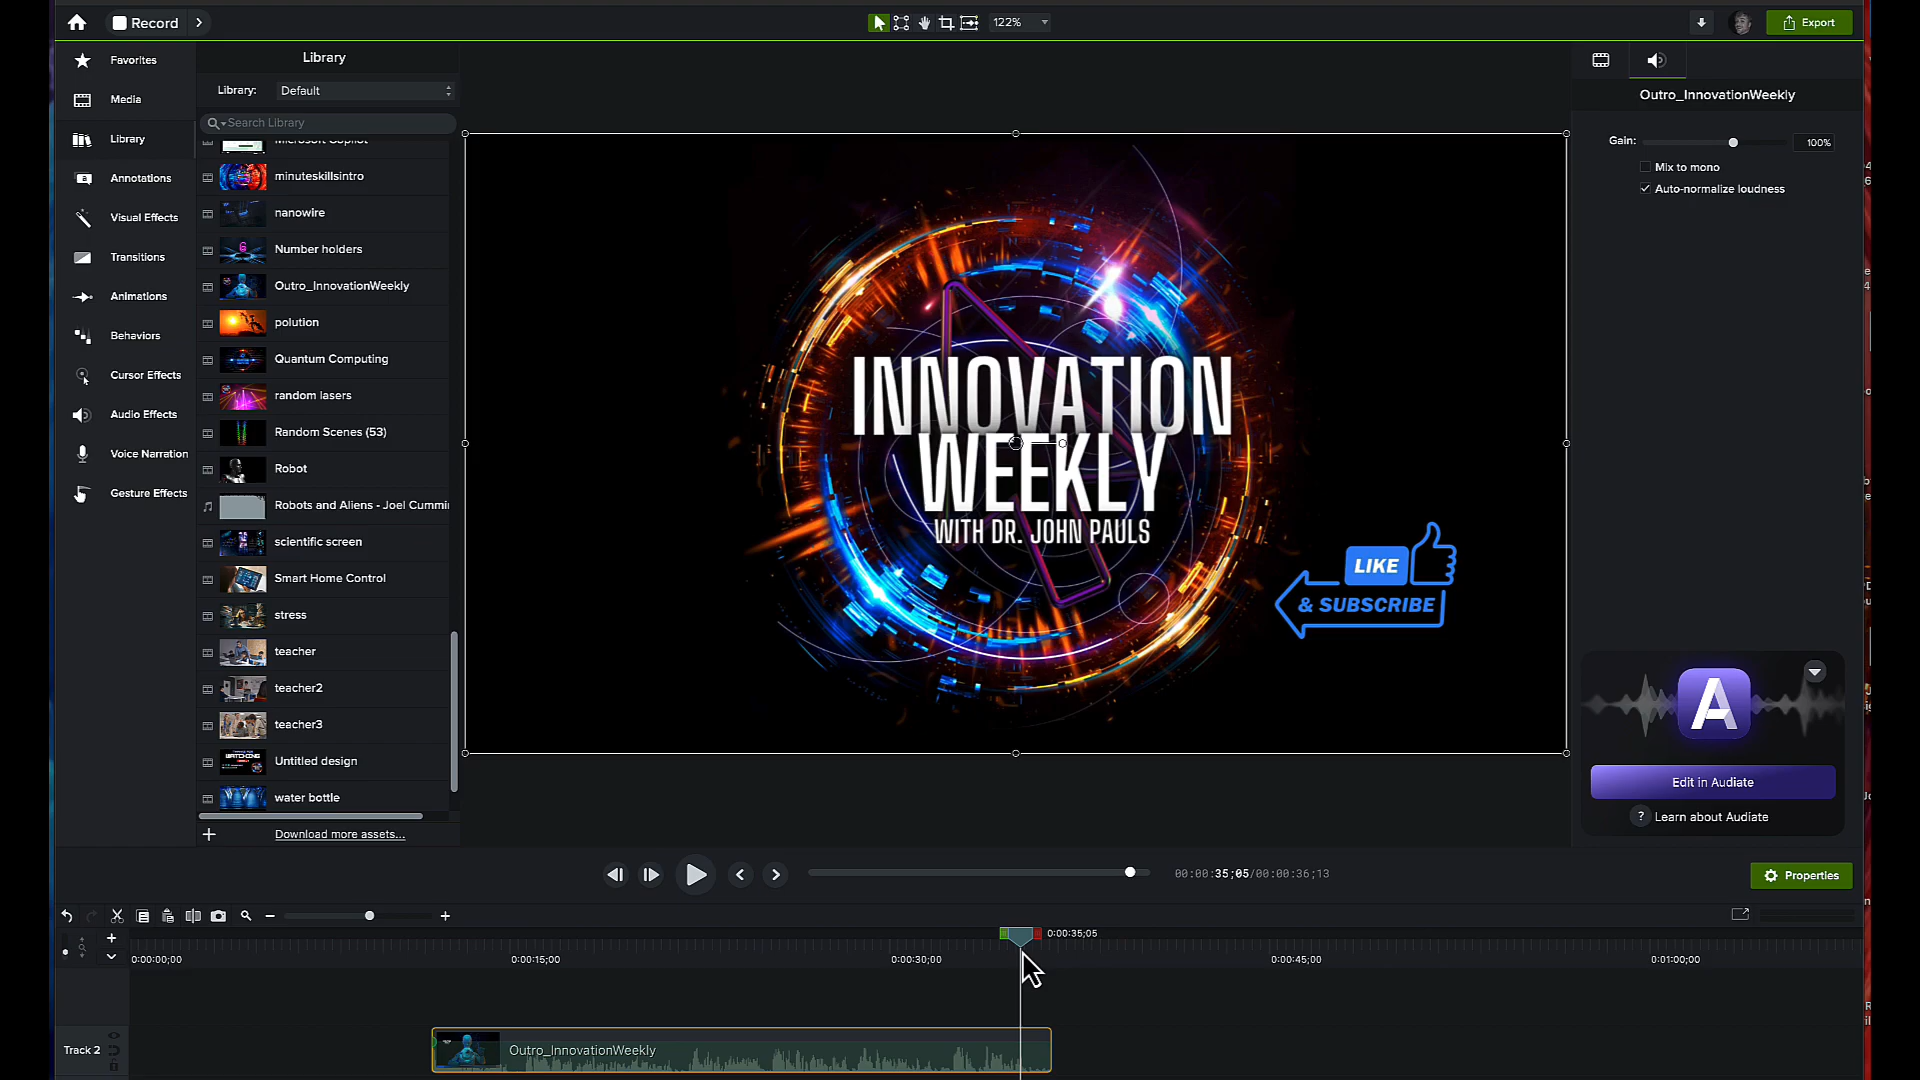 Record
122%
Export
Favorites
Media
Library
Annotations
Visual Effects
Transitions
Animations
Behaviors
Cursor Effects
Audio Effects
Voice Narration
Gesture Effects
Library
Library: Default
Search Library
Microsoft Copilot
minuteskillsintro
nanowire
Number holders
Outro_InnovationWeekly
polution
Quantum Computing
random lasers
Random Scenes (53)
Robot
Robots and Aliens - Joel Cummi
scientific screen
Smart Home Control
stress
teacher
teacher2
teacher3
Untitled design
water bottle
Download more assets...
INNOVATION
WEEKLY
WITH DR. JOHN PAULS
LIKE
& SUBSCRIBE
Outro_InnovationWeekly
Gain: 100%
Mix to mono
Auto-normalize loudness
A
Edit in Audiate
? Learn about Audiate
00:00:35;05/00:00:36;13
Properties
0:00:35;05
0:00:00;00
0:00:15;00
0:00:30;00
0:00:45;00
0:01:00;00
Track 2
Outro_InnovationWeekly